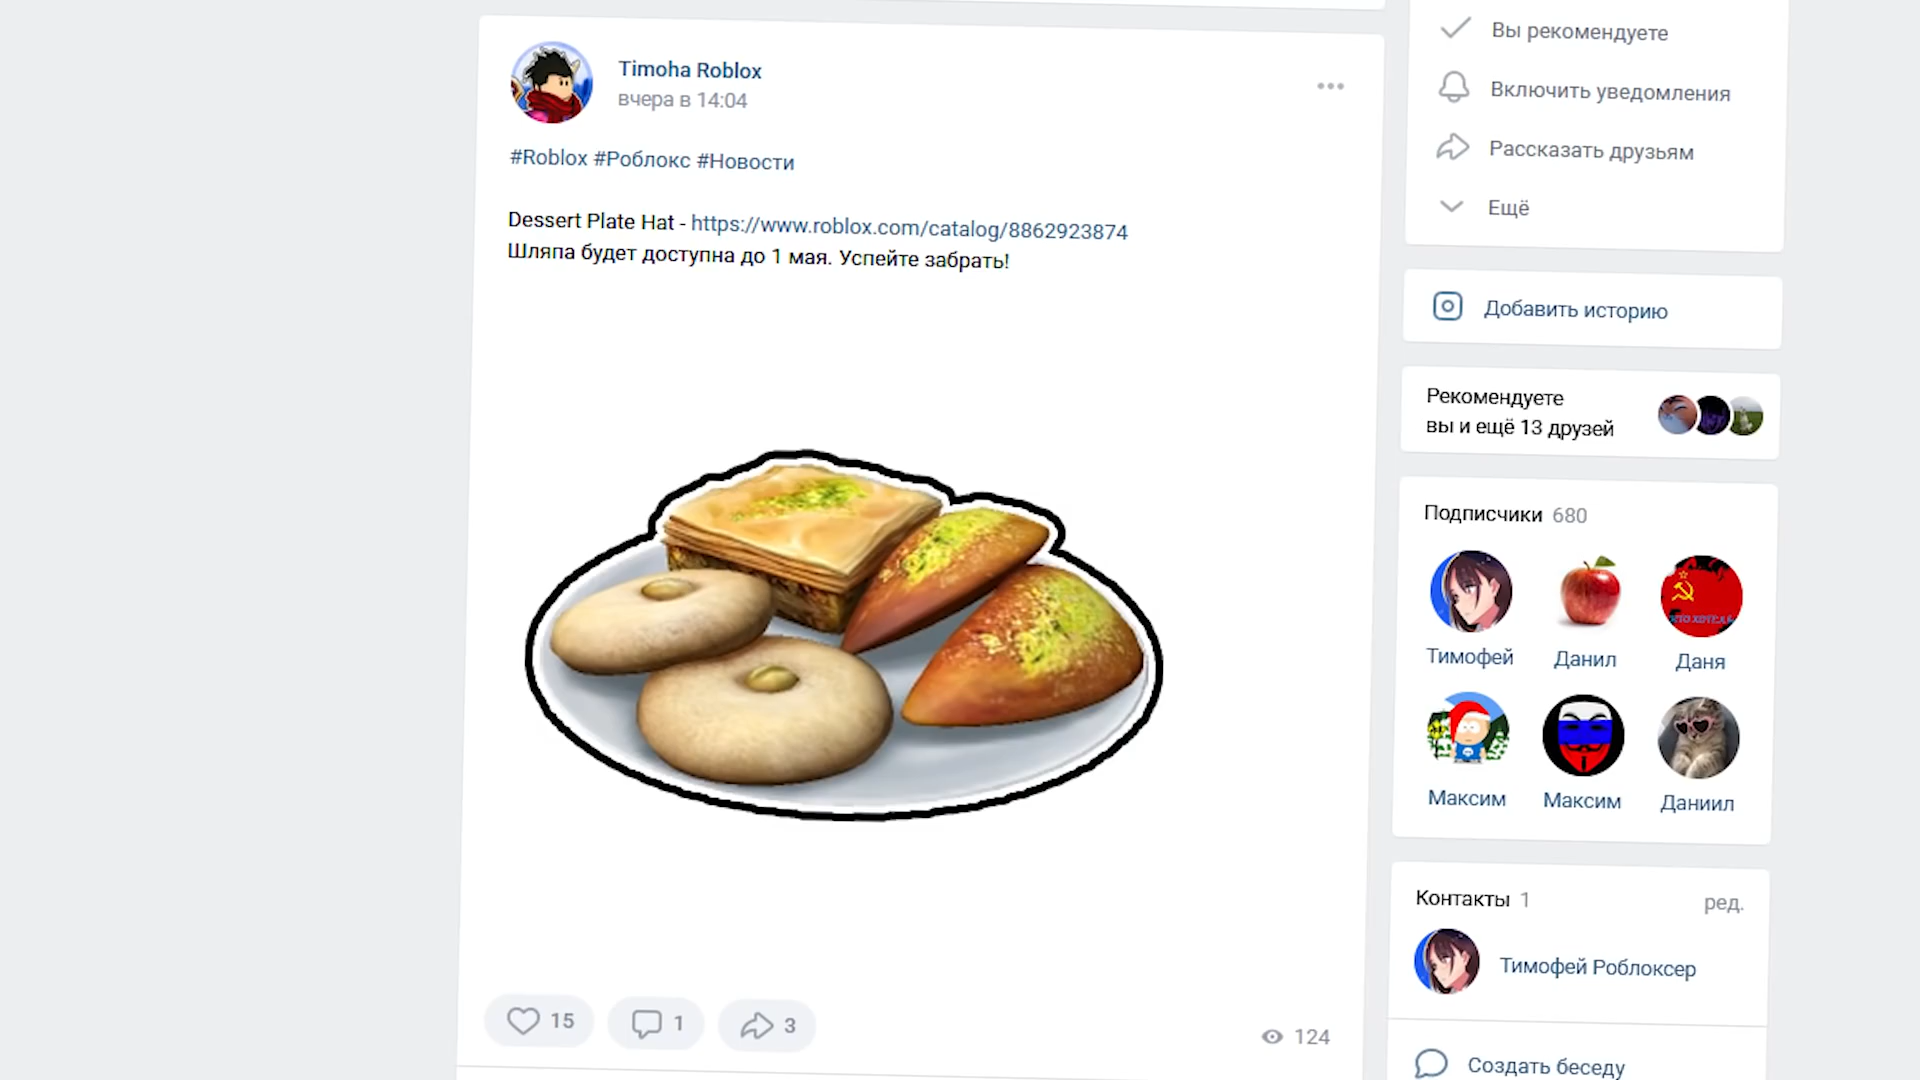 Timoha Roblox
вчера в 14:04
#Roblox #Роблокс #Новости
Dessert Plate Hat - https://www.roblox.com/catalog/8862923874
Шляпа будет доступна до 1 мая. Успейте забрать!
15
1
3
124
Вы рекомендуете
Включить уведомления
Рассказать друзьям
Ещё
Добавить историю
Рекомендуете
вы и ещё 13 друзей
Подписчики 680
Тимофей
Данил
Даня
Максим
Максим
Даниил
Контакты 1
ред.
Тимофей Роблоксер
Создать беседу